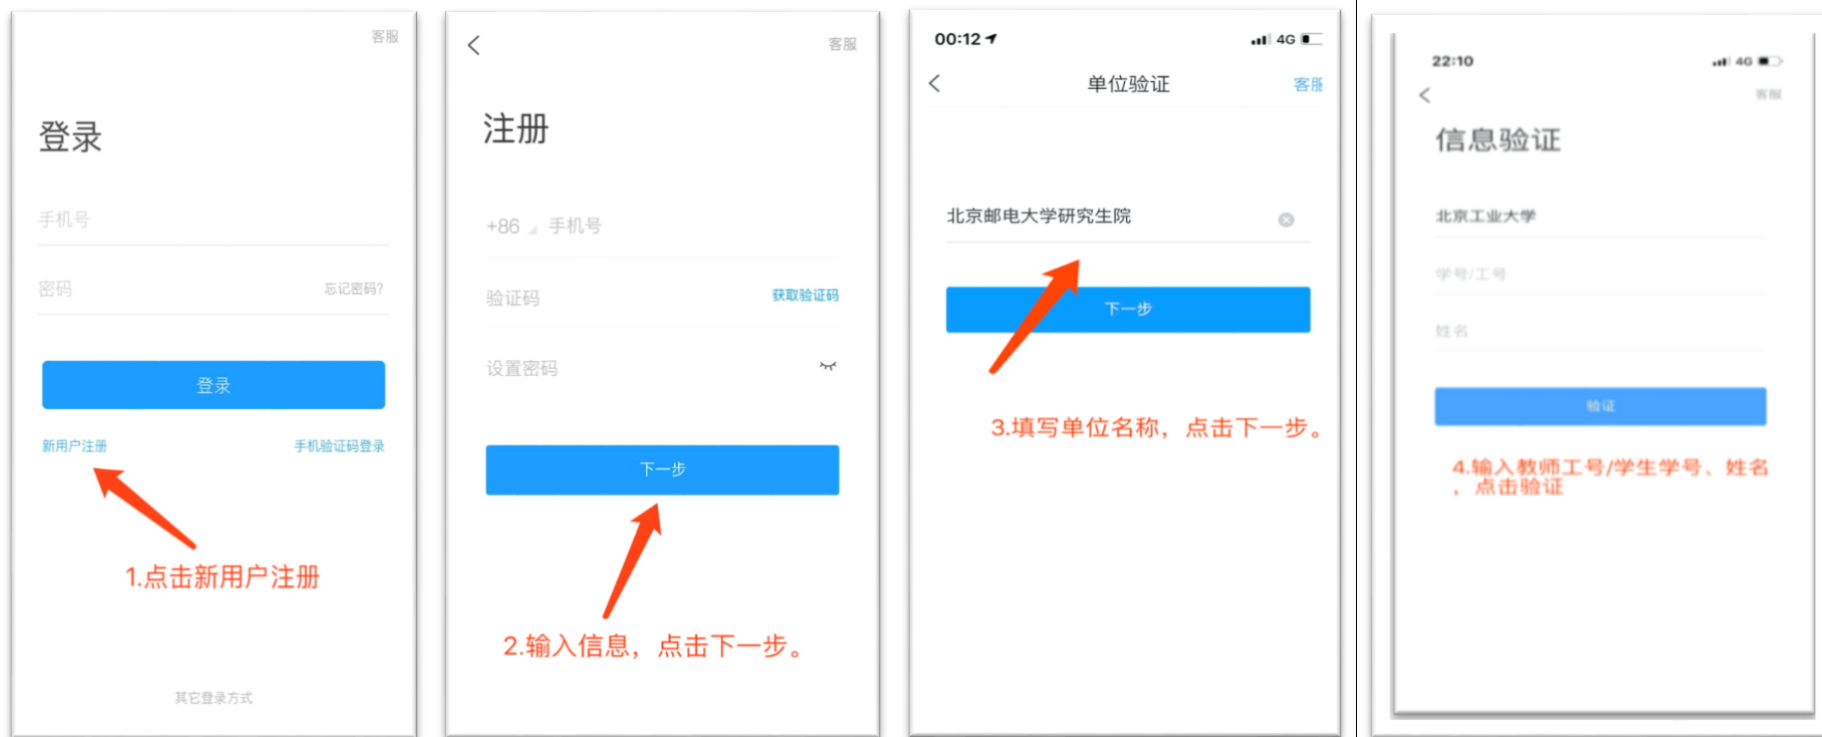 客服
登录
手机号
密码
忘记密码?
登录
新用户注册
手机验证码登录
1.点击新用户注册
其它登录方式
客服
注册
+86 手机号
验证码
获取验证码
设置密码
下一步
2.输入信息，点击下一步。
00:12
4G
单位验证
客服
北京邮电大学研究生院
下一步
3.填写单位名称，点击下一步。
22:10
4G
客服
信息验证
北京工业大学
学号/工号
姓名
验证
4.输入教师工号/学生学号、姓名
，点击验证